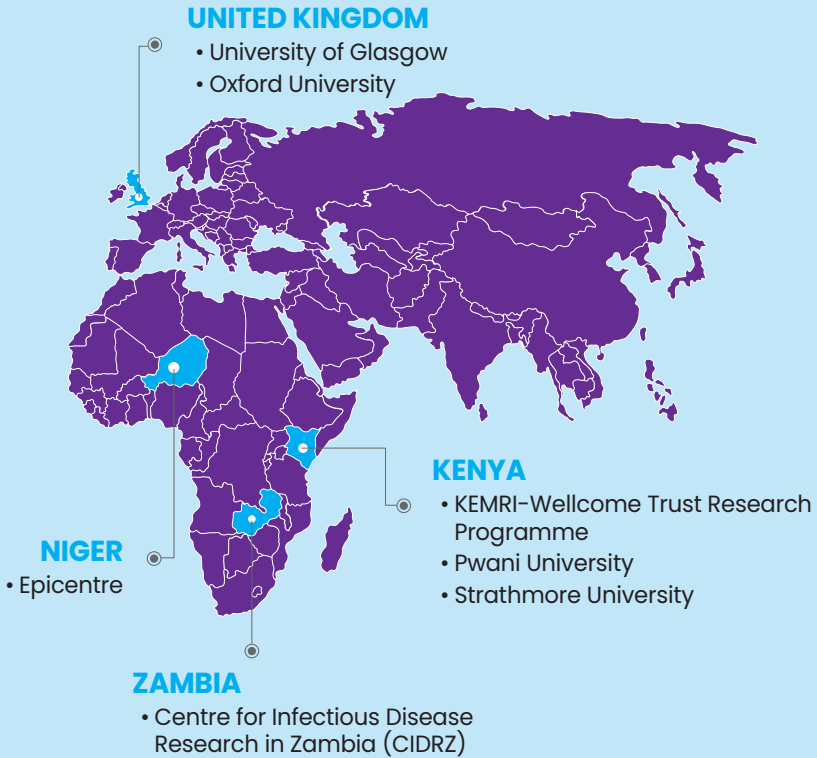 UNITED KINGDOM
• University of Glasgow
• Oxford University
KENYA
• KEMRI-Wellcome Trust Research
Programme
• Pwani University
• Strathmore University
NIGER
• Epicentre
ZAMBIA
• Centre for Infectious Disease
Research in Zambia (CIDRZ)